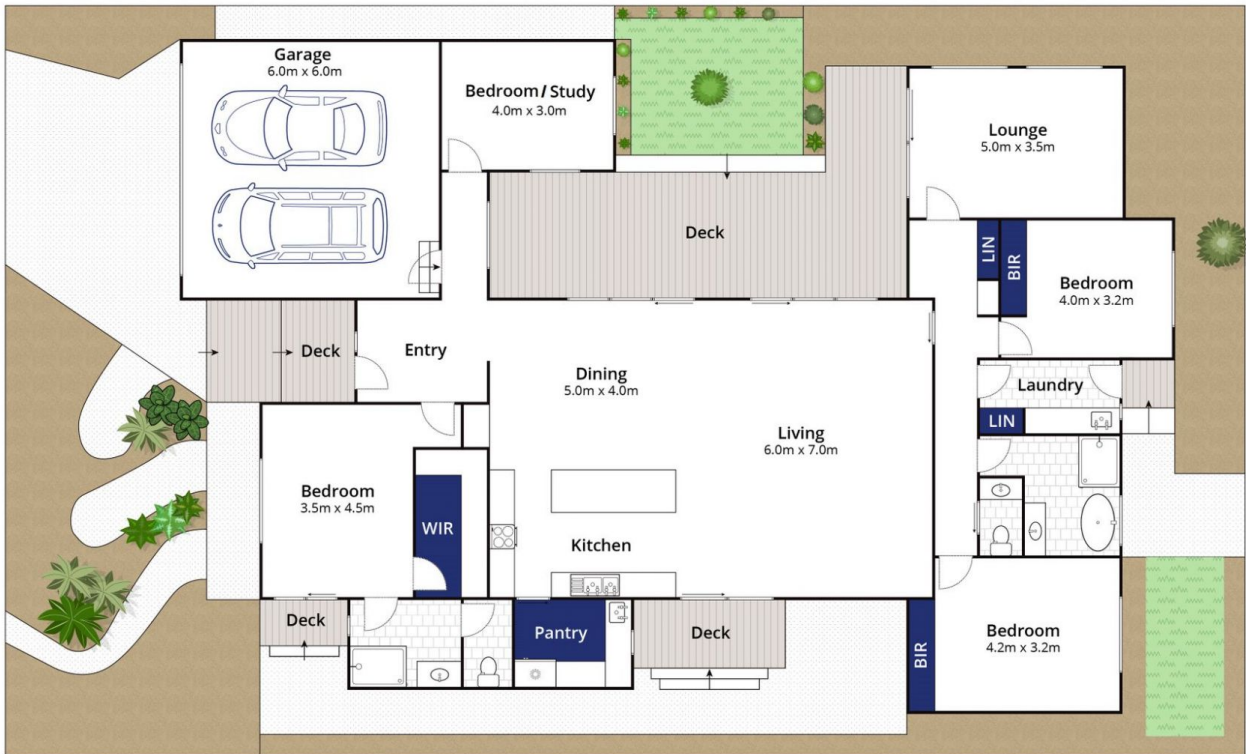 Garage
6.0m x 6.0m
Bedroom / Study
4.0m x 3.0m
Lounge
5.0m x 3.5m
Deck
LIN
BIR
Bedroom
4.0m x 3.2m
Deck
Entry
Dining
5.0m x 4.0m
Laundry
LIN
Living
6.0m x 7.0m
Bedroom
3.5m x 4.5m
WIR
Kitchen
Deck
Pantry
Deck
BIR
Bedroom
4.2m x 3.2m